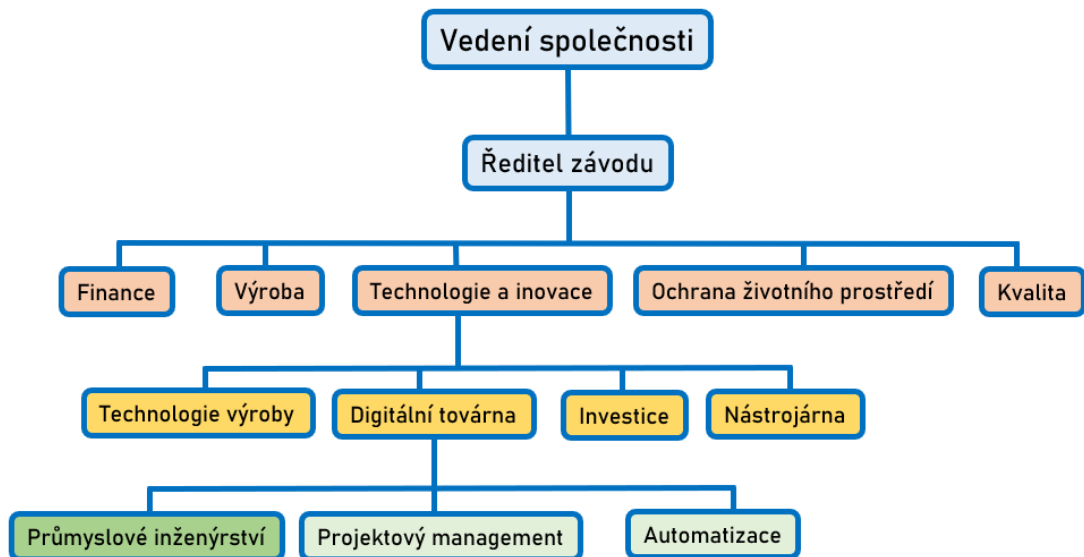 Vedení společnosti
Ředitel závodu
Finance
Výroba
Technologie a inovace
Ochrana životního prostředí
Kvalita
Technologie výroby
Digitální továrna
Investice
Nástrojárna
Průmyslové inženýrství
Projektový management
Automatizace